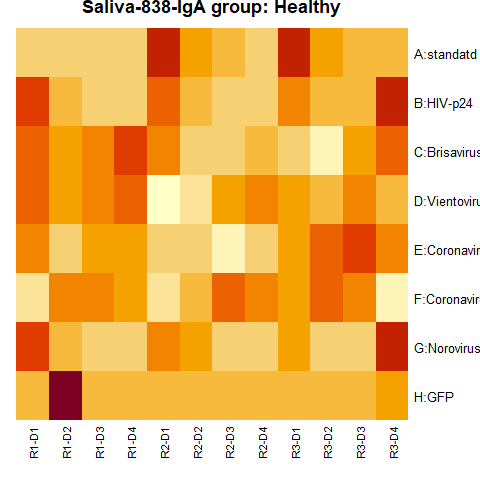 Saliva-838-IgA group: Healthy
A:standatd
B:HIV-p24
C:Brisavirus
D:Vientoviru
E:Coronavir
F:Coronavir
G:Norovirus
H:GFP
R1-D1
R1-D2
R1-D3
R1-D4
R2-D1
R2-D2
R2-D3
R2-D4
R3-D1
R3-D2
R3-D3
R3-D4